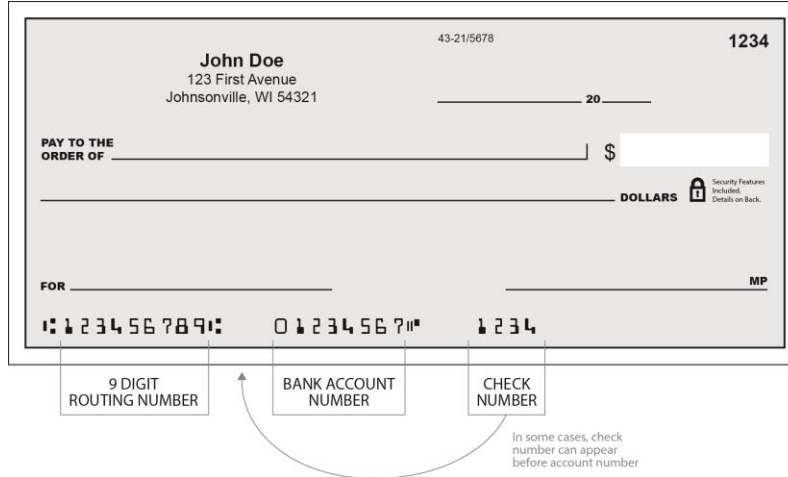 43-21/5678
1234
John Doe
123 First Avenue
Johnsonville, WI 54321
20
PAY TO THE
ORDER OF
$
DOLLARS
Security Features
Included.
Details on Back.
FOR
MP
⑆123456789⑆ 01234567⑈ 1234
9 DIGIT
ROUTING NUMBER
BANK ACCOUNT
NUMBER
CHECK
NUMBER
In some cases, check
number can appear
before account number